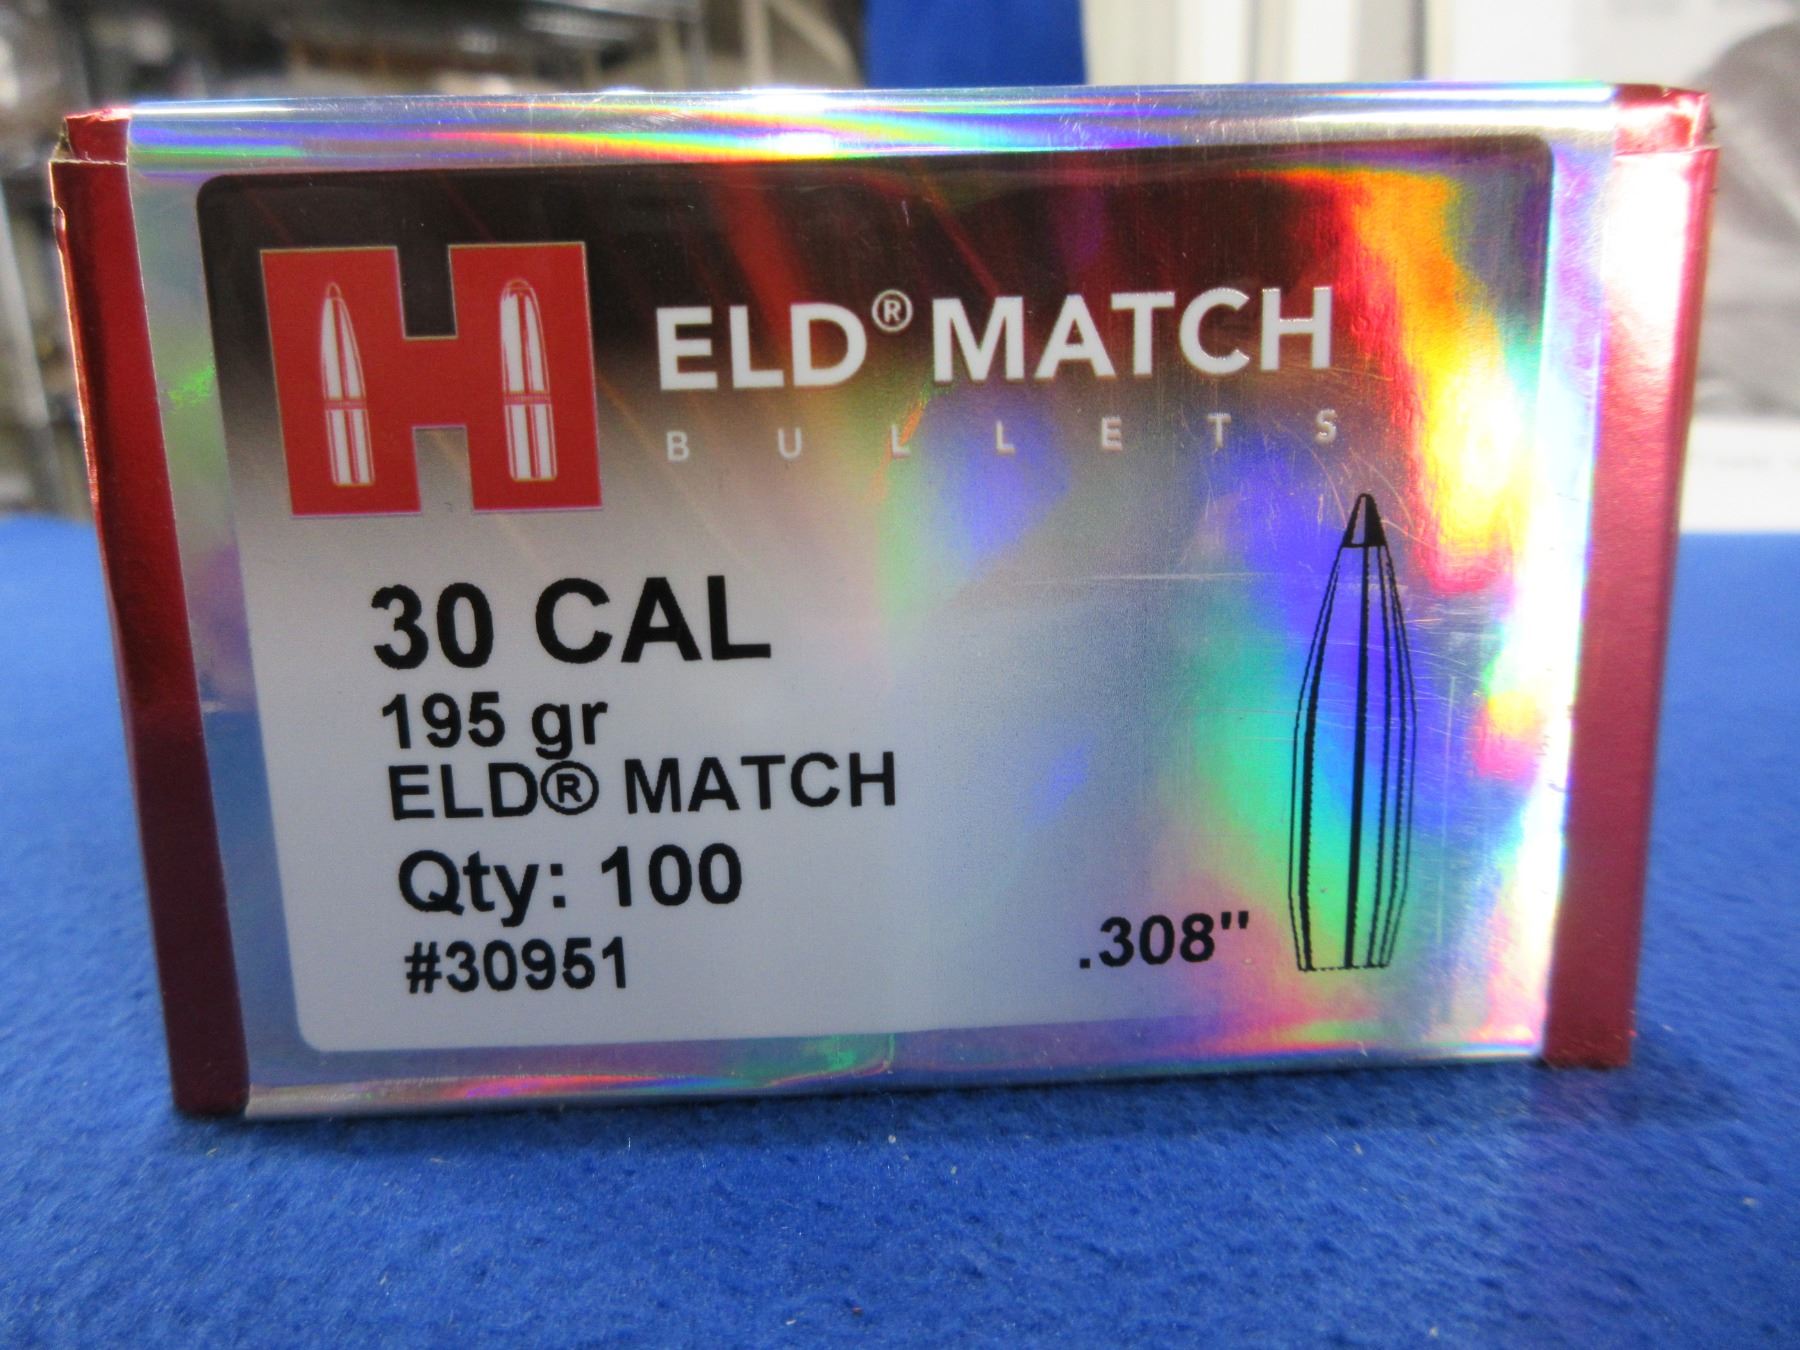 ELD® MATCH
BULLETS
30 CAL
195 gr
ELD® MATCH
Qty: 100
#30951
.308"